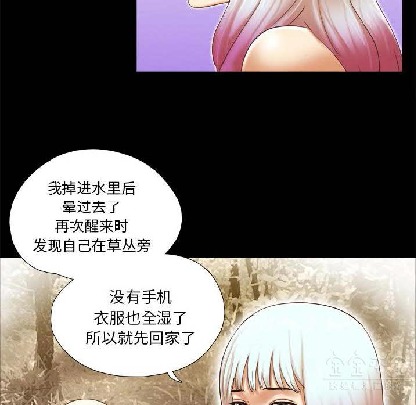 我掉进水里后
晕过去了
再次醒来时
发现自己在草丛旁
没有手机
衣服也全湿了
所以就先回家了